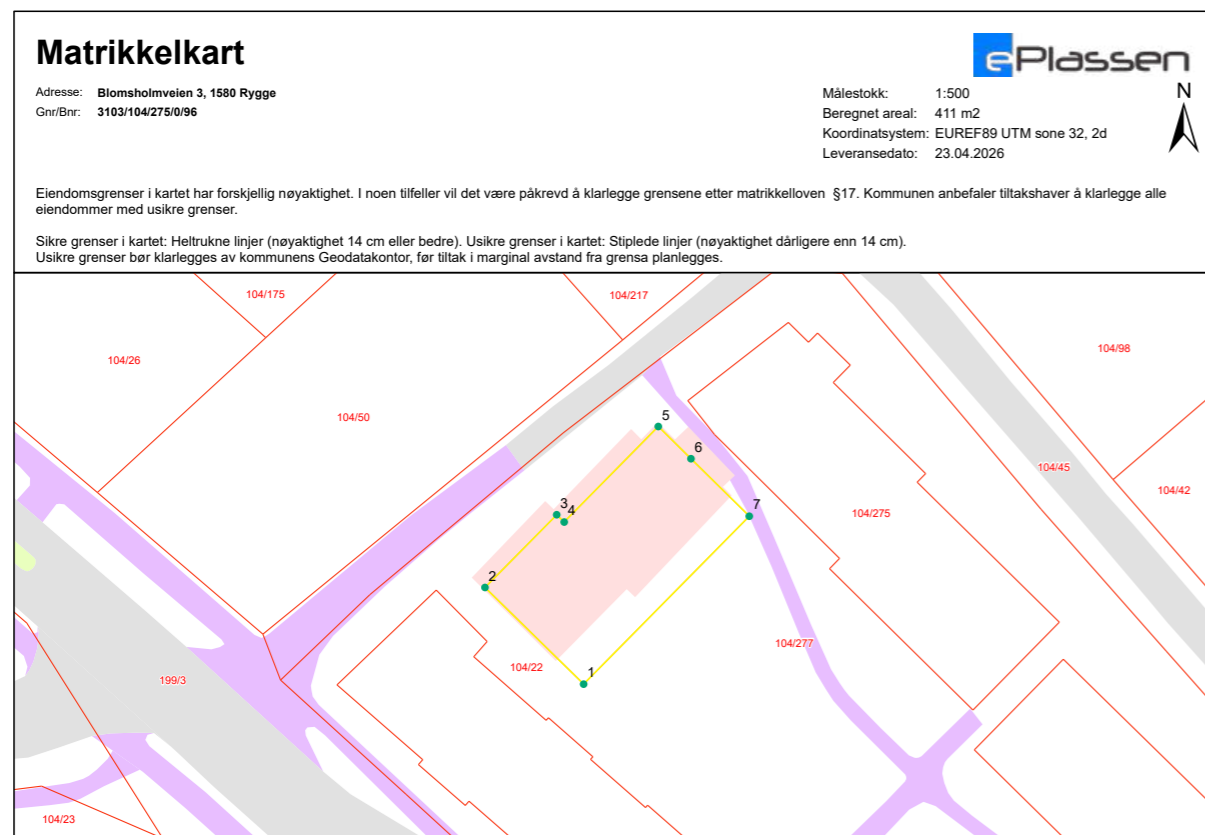 Matrikkelkart
ePlassen
Adresse: Blomsholmveien 3, 1580 Rygge
Gnr/Bnr: 3103/104/275/0/96
Målestokk: 1:500
Beregnet areal: 411 m2
Koordinatsystem: EUREF89 UTM sone 32, 2d
Leveransedato: 23.04.2026
N
Eiendomsgrenser i kartet har forskjellig nøyaktighet. I noen tilfeller vil det være påkrevd å klarlegge grensene etter matrikkelloven §17. Kommunen anbefaler tiltakshaver å klarlegge alle
eiendommer med usikre grenser.
Sikre grenser i kartet: Heltrukne linjer (nøyaktighet 14 cm eller bedre). Usikre grenser i kartet: Stiplede linjer (nøyaktighet dårligere enn 14 cm).
Usikre grenser bør klarlegges av kommunens Geodatakontor, før tiltak i marginal avstand fra grensa planlegges.
104/175
104/217
104/26
104/98
104/50
5
6
104/45
104/42
3
4
7
104/275
2
104/277
104/22
1
199/3
104/23